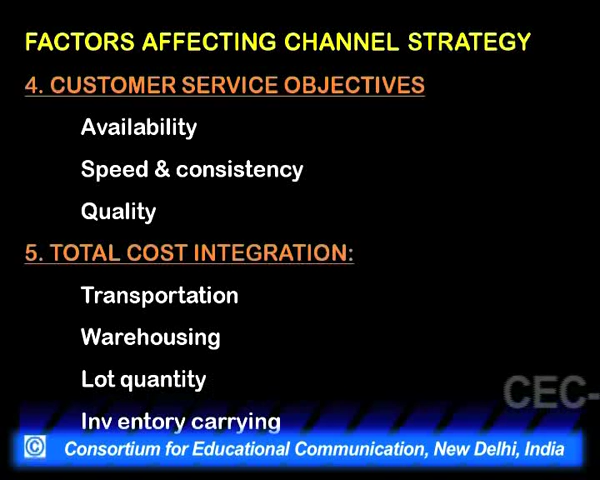 FACTORS AFFECTING CHANNEL STRATEGY
4. CUSTOMER SERVICE OBJECTIVES
Availability
Speed & consistency
Quality
5. TOTAL COST INTEGRATION:
Transportation
Warehousing
Lot quantity
CEC-
Inv entory carrying
© Consortium for Educational Communication, New Delhi, India